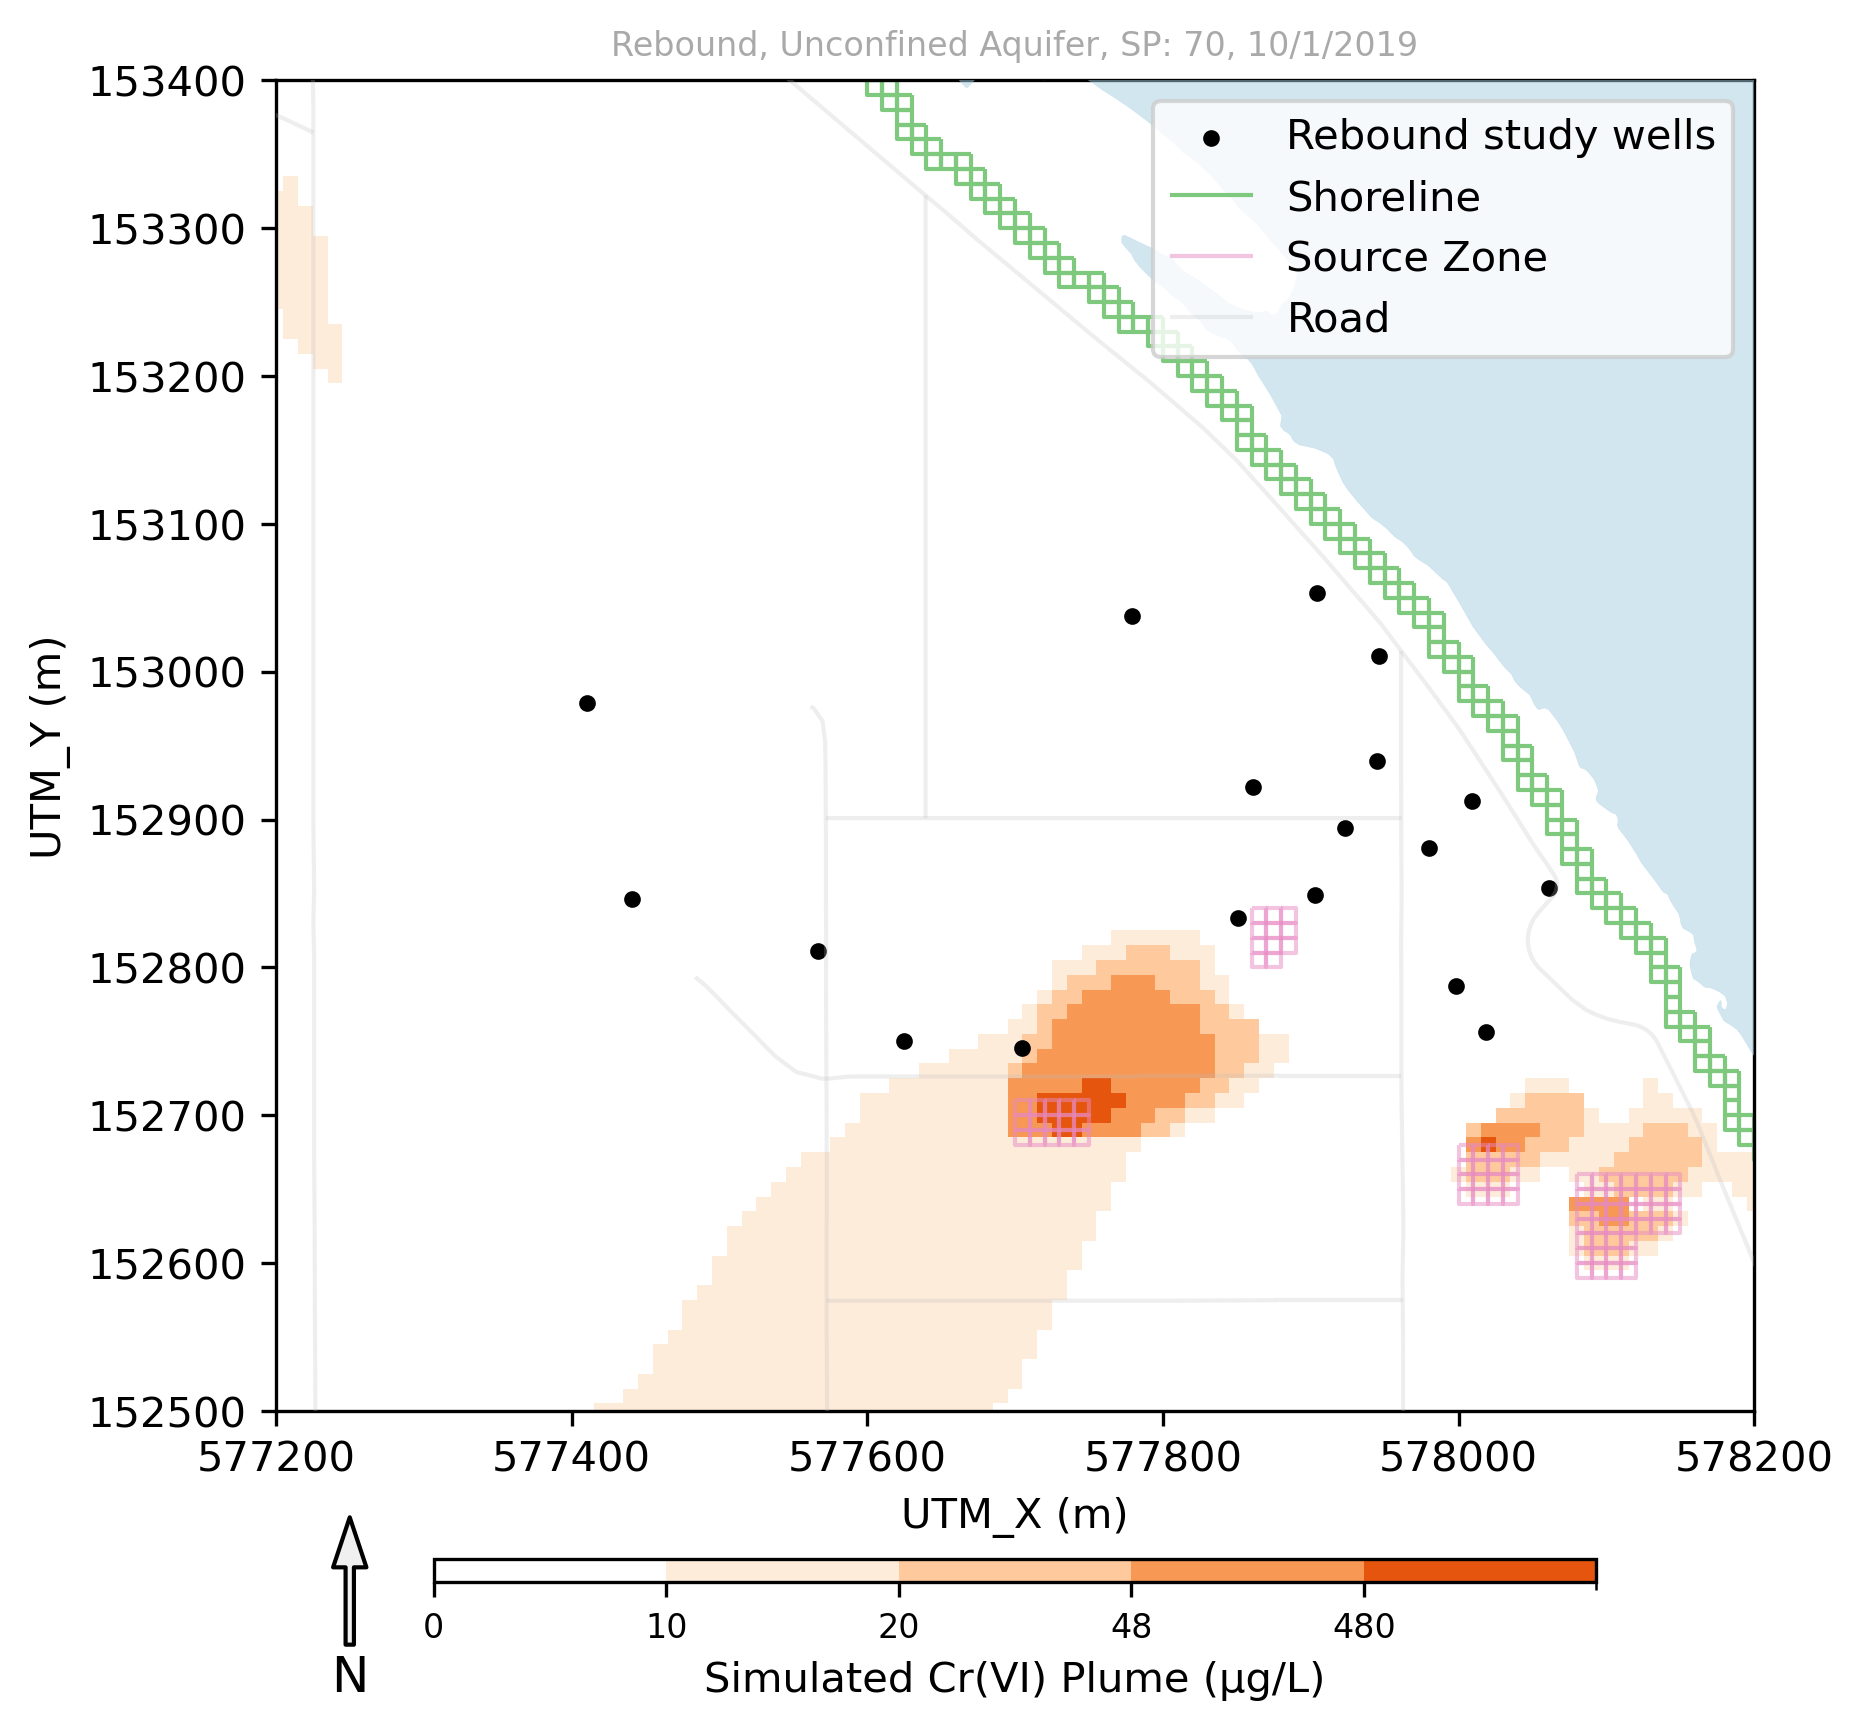 Rebound, Unconfined Aquifer, SP: 70, 10/1/2019
153400
153300
153200
153100
153000
152900
152800
152700
152600
152500
UTM_Y (m)
Rebound study wells
Shoreline
Source Zone
Road
577200 577400 577600 577800 578000 578200
UTM_X (m)
N
0 10 20 48 480
Simulated Cr(VI) Plume (μg/L)